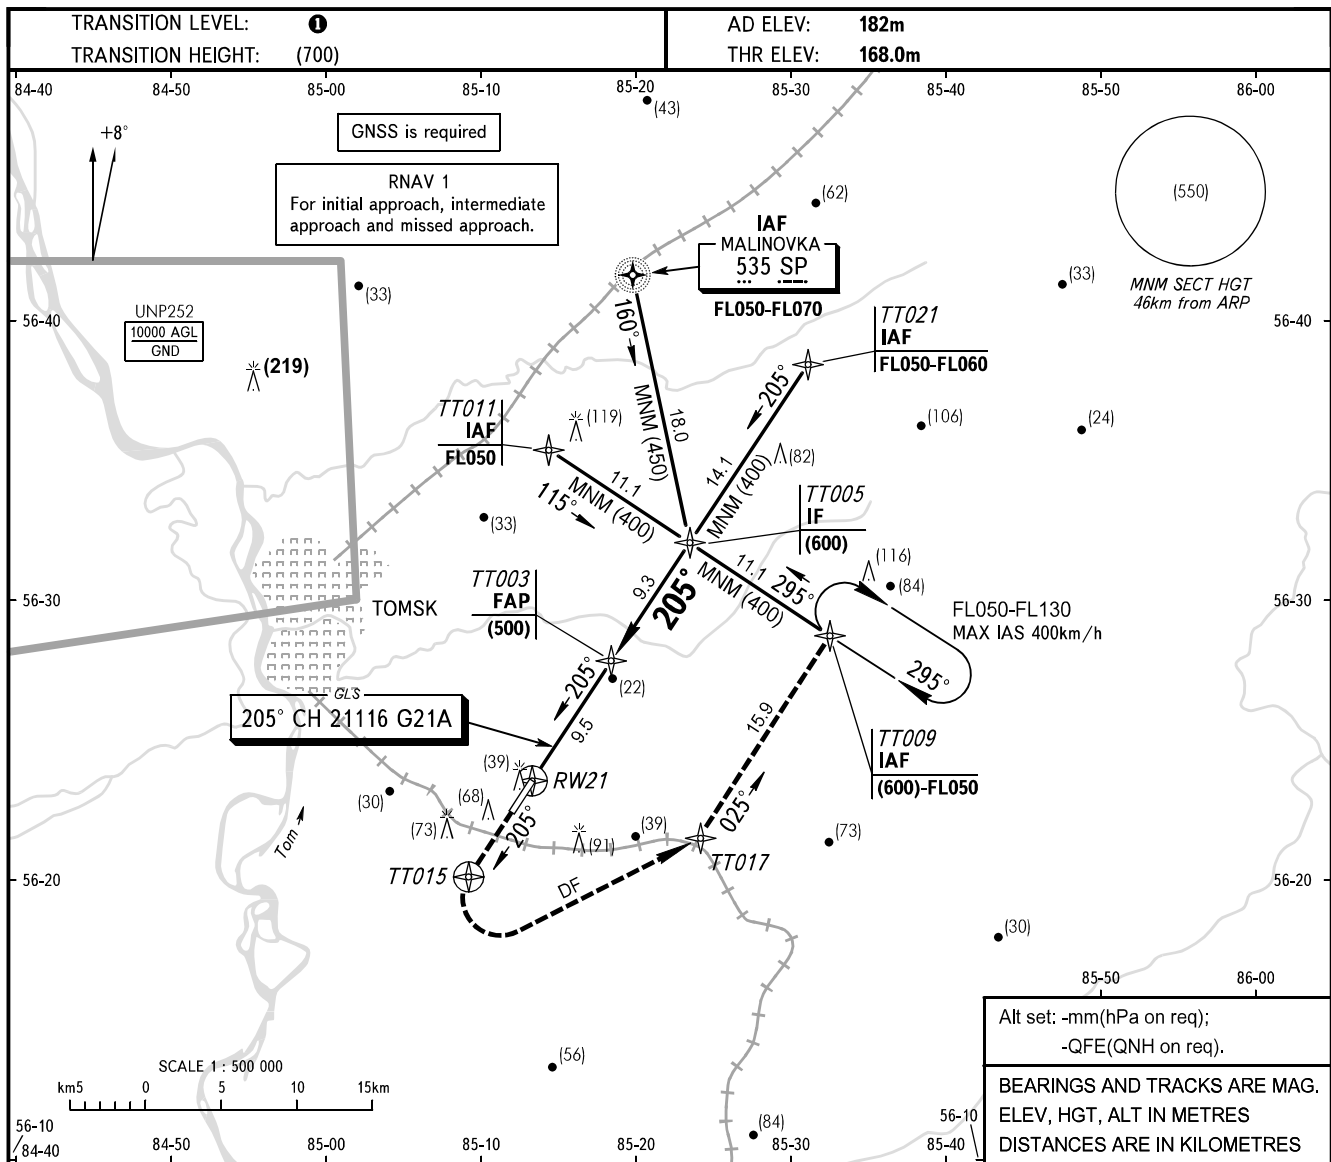 TRANSITION LEVEL: ❶
TRANSITION HEIGHT: (700)
AD ELEV: 182m
THR ELEV: 168.0m
84-40 84-50 85-00 85-10 85-20 85-30 85-40 85-50 86-00
(43)
+8°
GNSS is required
RNAV 1
For initial approach, intermediate
approach and missed approach.
(62)
(550)
MNM SECT HGT
46km from ARP
IAF
MALINOVKA
535 SP
FL050-FL070
(33)
(33)
UNP252
10000 AGL
GND
(219)
56-40
56-40
TT021
IAF
FL050-FL060
160°
MNM (450)
18.0
205°
14.1
MNM (400)
TT011
IAF
FL050
(119)
(106)
(24)
(82)
11.1
MNM (400)
115°
(33)
TT005
IF
(600)
(116)
(84)
11.1
MNM (400)
295°
TT003
FAP
(500)
9.3
205°
56-30
56-30
TOMSK
FL050-FL130
MAX IAS 400km/h
295°
205°
(22)
9.5
GLS
205° CH 21116 G21A
15.9
025°
TT009
IAF
(600)-FL050
(39)
RW21
(30)
(68)
(73)
205°
(91)
(39)
(73)
Tom
TT015
DF
TT017
56-20
56-20
(30)
85-50 86-00
(56)
(84)
SCALE 1 : 500 000
km5 0 5 10 15km
Alt set: -mm(hPa on req);
-QFE(QNH on req).
BEARINGS AND TRACKS ARE MAG.
ELEV, HGT, ALT IN METRES
DISTANCES ARE IN KILOMETRES
56-10
56-10
84-40 84-50 85-00 85-10 85-20 85-30 85-40